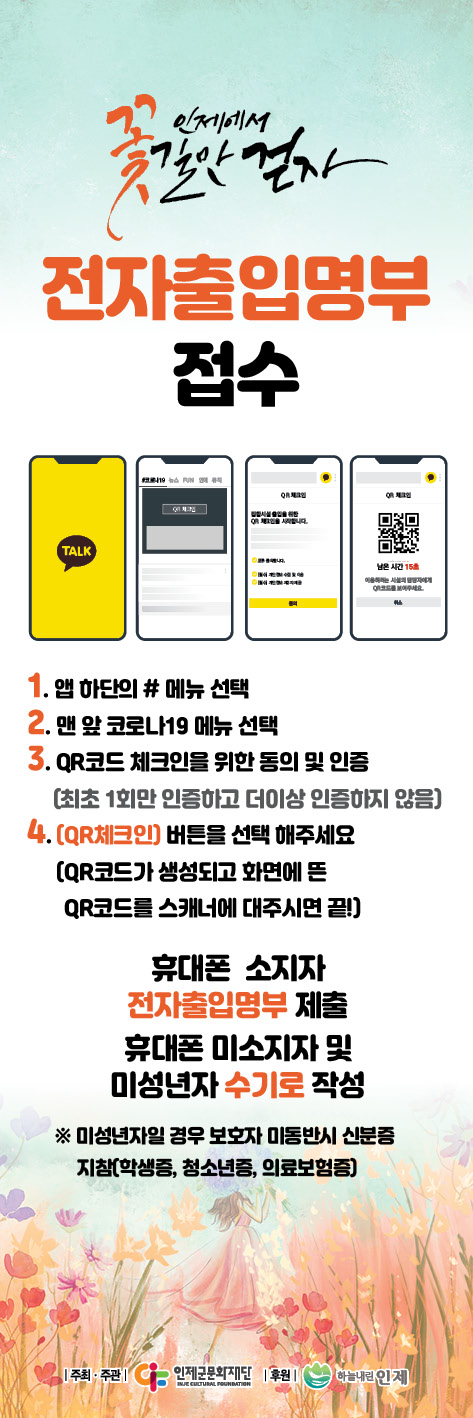 인제에서
꽃길만 걷자
전자출입명부
접수
TALK
#코로나19 뉴스 FUN 연예 뮤직
QR 체크인
QR 체크인
집합시설 출입을 위한
QR 체크인을 시작합니다.
동의
QR 체크인
남은 시간 15초
이용하려는 시설의 담당자에게
QR코드를 보여주세요.
취소
1. 앱 하단의 # 메뉴 선택
2. 맨 앞 코로나19 메뉴 선택
3. QR코드 체크인을 위한 동의 및 인증
(최초 1회만 인증하고 더이상 인증하지 않음)
4. (QR체크인) 버튼을 선택 해주세요
(QR코드가 생성되고 화면에 뜬
QR코드를 스캐너에 대주시면 끝!)
휴대폰 소지자
전자출입명부 제출
휴대폰 미소지자 및
미성년자 수기로 작성
※ 미성년자일 경우 보호자 미동반시 신분증
지참(학생증, 청소년증, 의료보험증)
| 주최·주관 | 인제군문화재단 | 후원 | 하늘내린 인제
INJE CULTURAL FOUNDATION